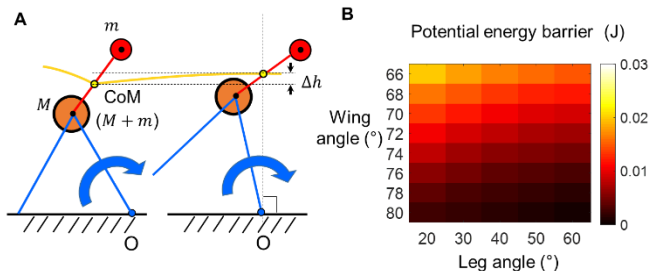 A
m
Δh
M
CoM
(M + m)
O
O
B
Potential energy barrier (J)
Wing
angle (°)
66
68
70
72
74
76
78
80
20 30 40 50 60
Leg angle (°)
0.03
0.02
0.01
0